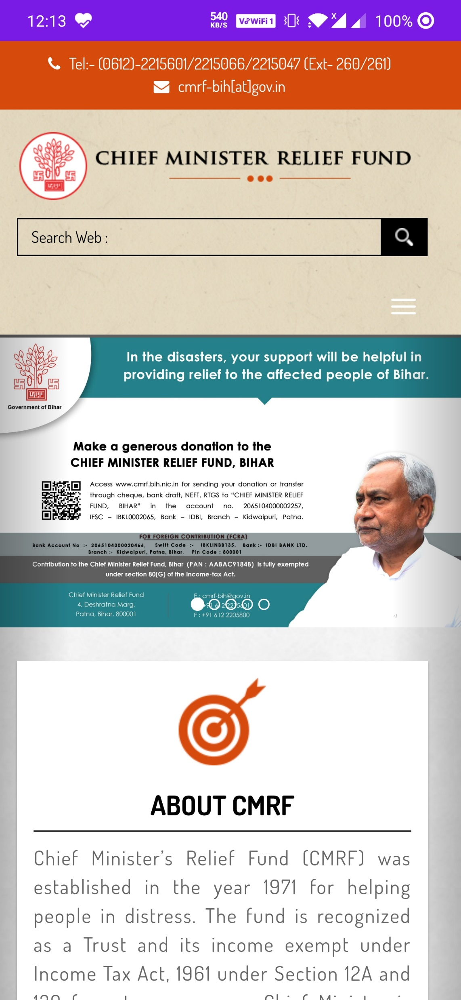 12:13
540
KB/S
VoWiFi 1
X
100%
Tel:- (0612)-2215601/2215066/2215047 (Ext- 260/261)
cmrf-bih[at]gov.in
CHIEF MINISTER RELIEF FUND
Search Web :
In the disasters, your support will be helpful in
providing relief to the affected people of Bihar.
Government of Bihar
Make a generous donation to the
CHIEF MINISTER RELIEF FUND, BIHAR
Access www.cmrf.bih.nic.in for sending your donation or transfer
through cheque, bank draft, NEFT, RTGS to “CHIEF MINISTER RELIEF
FUND, BIHAR” in the account no. 2065104000002257,
IFSC – IBKL0002065, Bank – IDBI, Branch – Kidwaipuri, Patna.
FOR FOREIGN CONTRIBUTION (FCRA)
Bank Account No :- 2065104000020466, Swift Code :- IBKLINBB135, Bank :- IDBI BANK LTD.
Branch :- Kidwaipuri, Patna, Bihar. Pin Code : 800001
Contribution to the Chief Minister Relief Fund, Bihar (PAN : AABAC9184B) is fully exempted
under section 80(G) of the Income-tax Act.
Chief Minister Relief Fund
4, Deshratna Marg,
Patna, Bihar, 800001
E : cmrf-bih@gov.in
+91 612 2215601
F : +91 612 2205800
ABOUT CMRF
Chief Minister’s Relief Fund (CMRF) was
established in the year 1971 for helping
people in distress. The fund is recognized
as a Trust and its income exempt under
Income Tax Act, 1961 under Section 12A and